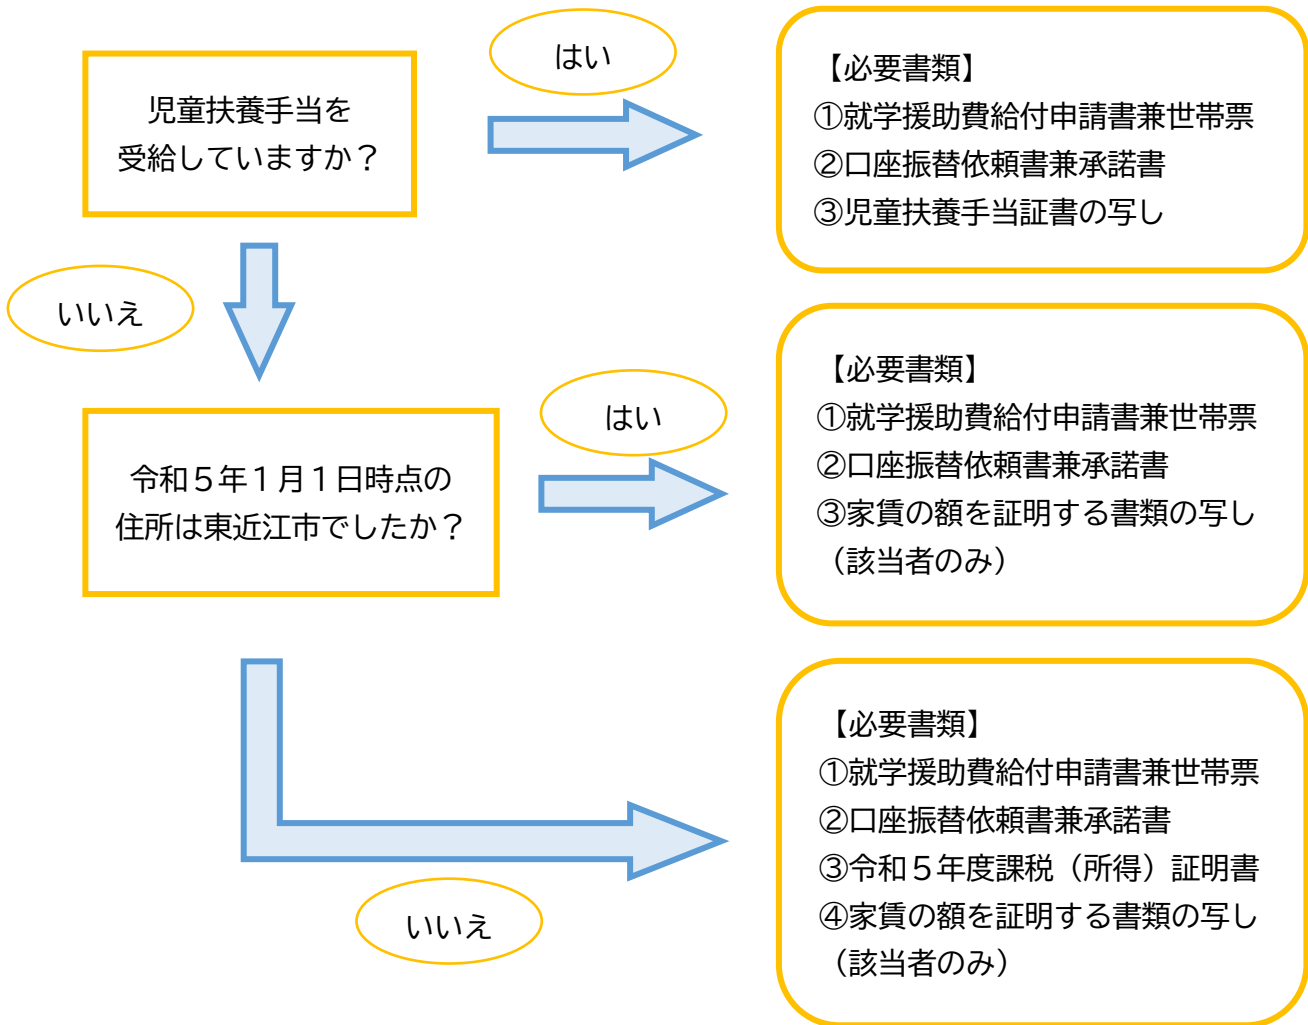 児童扶養手当を
受給していますか？
はい
【必要書類】
①就学援助費給付申請書兼世帯票
②口座振替依頼書兼承諾書
③児童扶養手当証書の写し
いいえ
令和５年１月１日時点の
住所は東近江市でしたか？
はい
【必要書類】
①就学援助費給付申請書兼世帯票
②口座振替依頼書兼承諾書
③家賃の額を証明する書類の写し
（該当者のみ）
いいえ
【必要書類】
①就学援助費給付申請書兼世帯票
②口座振替依頼書兼承諾書
③令和５年度課税（所得）証明書
④家賃の額を証明する書類の写し
（該当者のみ）